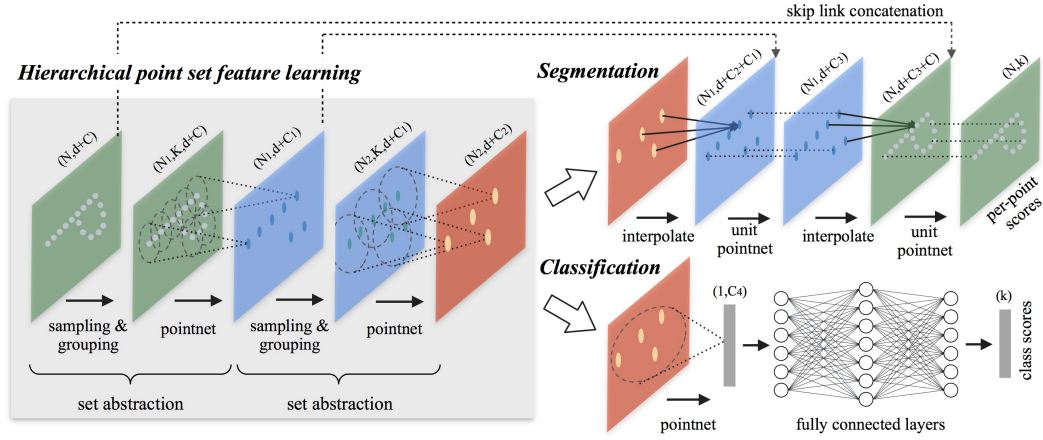 skip link concatenation
Hierarchical point set feature learning
(N,d+C)
(N1,K,d+C)
(N1,d+C1)
(N2,K,d+C1)
(N2,d+C2)
sampling &
grouping
pointnet
sampling &
grouping
pointnet
set abstraction
set abstraction
Segmentation
(N1,d+C2+C1)
(N1,d+C3)
(N,d+C3+C)
(N,k)
per-point
scores
interpolate
unit
pointnet
interpolate
unit
pointnet
Classification
(1,C4)
(k)
class scores
pointnet
fully connected layers